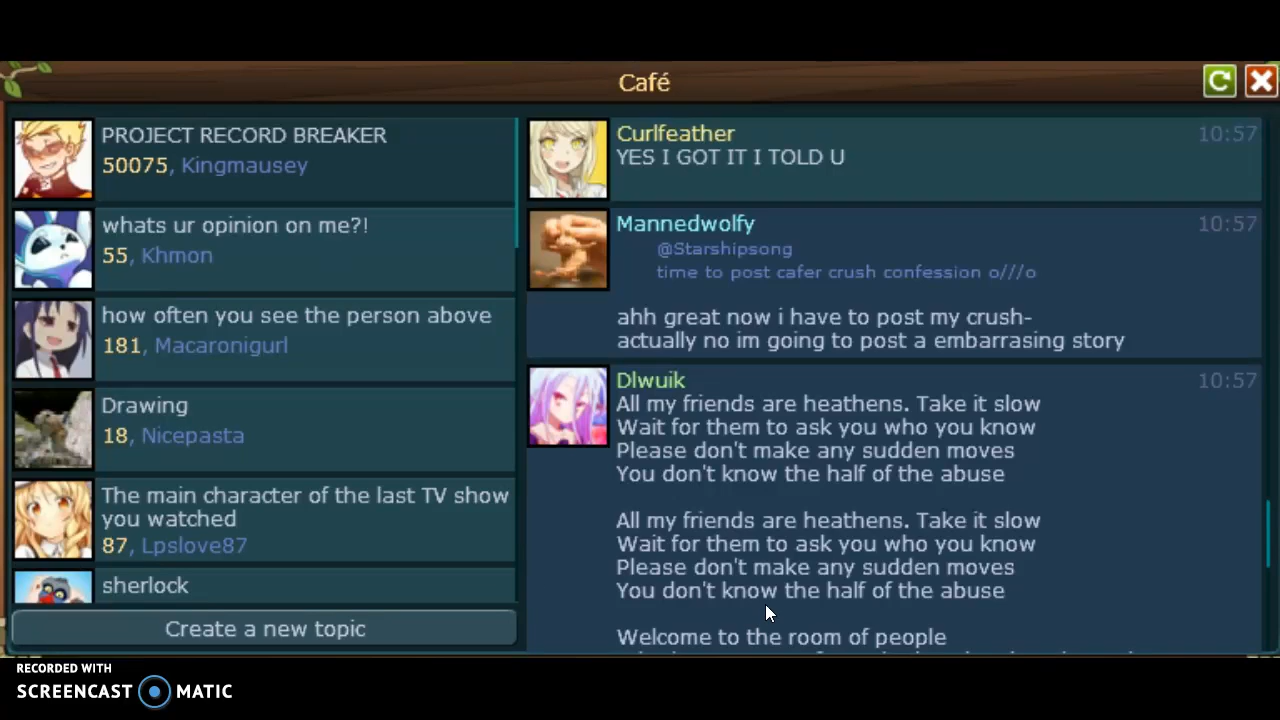 Café
PROJECT RECORD BREAKER
50075, Kingmausey
whats ur opinion on me?!
55, Khmon
how often you see the person above
181, Macaronigurl
Drawing
18, Nicepasta
The main character of the last TV show
you watched
87, Lpslove87
sherlock
Create a new topic
Curlfeather 10:57
YES I GOT IT I TOLD U
Mannedwolfy 10:57
@Starshipsong
time to post cafer crush confession o///o
ahh great now i have to post my crush-
actually no im going to post a embarrasing story
Dlwuik 10:57
All my friends are heathens. Take it slow
Wait for them to ask you who you know
Please don't make any sudden moves
You don't know the half of the abuse
All my friends are heathens. Take it slow
Wait for them to ask you who you know
Please don't make any sudden moves
You don't know the half of the abuse
Welcome to the room of people
RECORDED WITH
SCREENCAST MATIC